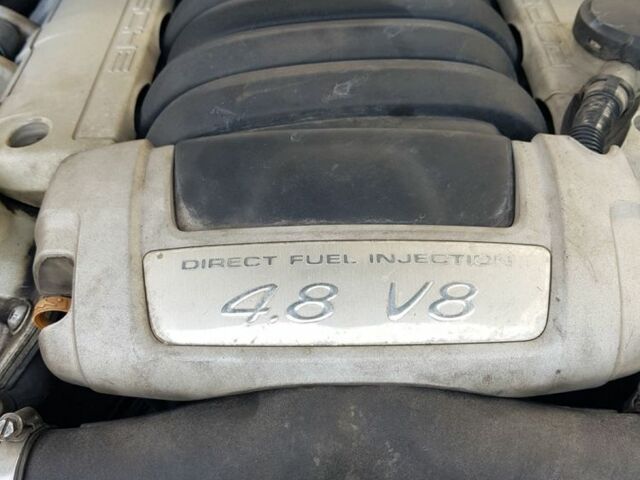 DIRECT FUEL INJECTION
4.8 V8